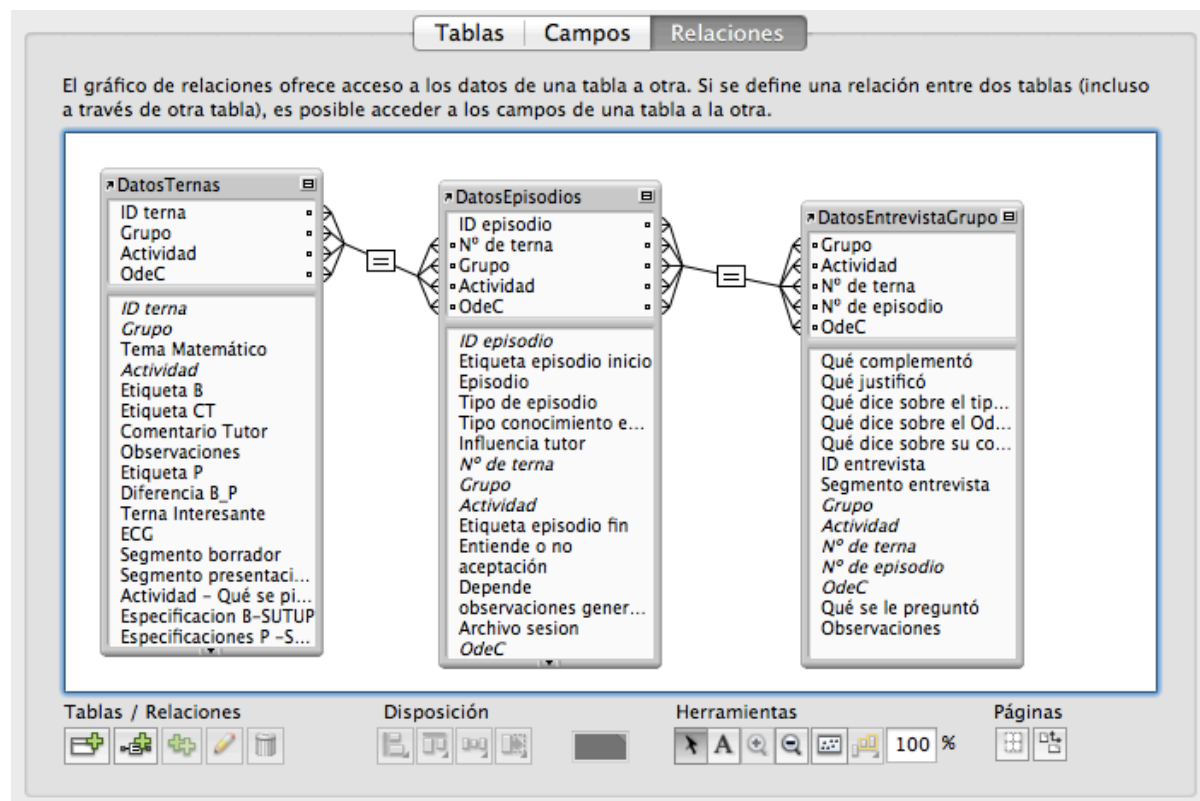 Tablas Campos Relaciones
El gráfico de relaciones ofrece acceso a los datos de una tabla a otra. Si se define una relación entre dos tablas (incluso
a través de otra tabla), es posible acceder a los campos de una tabla a la otra.
DatosTernas
ID terna
Grupo
Actividad
OdeC
ID terna
Grupo
Tema Matemático
Actividad
Etiqueta B
Etiqueta CT
Comentario Tutor
Observaciones
Etiqueta P
Diferencia B_P
Terna Interesante
ECG
Segmento borrador
Segmento presentaci...
Actividad - Qué se pi...
Especificacion B-SUTUP
Especificaciones P -S...
=
DatosEpisodios
ID episodio
Nº de terna
Grupo
Actividad
OdeC
ID episodio
Etiqueta episodio inicio
Episodio
Tipo de episodio
Tipo conocimiento e...
Influencia tutor
Nº de terna
Grupo
Actividad
Etiqueta episodio fin
Entiende o no
aceptación
Depende
observaciones gener...
Archivo sesion
OdeC
=
DatosEntrevistaGrupo
Grupo
Actividad
Nº de terna
Nº de episodio
OdeC
Qué complementó
Qué justificó
Qué dice sobre el tip...
Qué dice sobre el Od...
Qué dice sobre su co...
ID entrevista
Segmento entrevista
Grupo
Actividad
Nº de terna
Nº de episodio
OdeC
Qué se le preguntó
Observaciones
Tablas / Relaciones
Disposición
Herramientas
A
100 %
Páginas